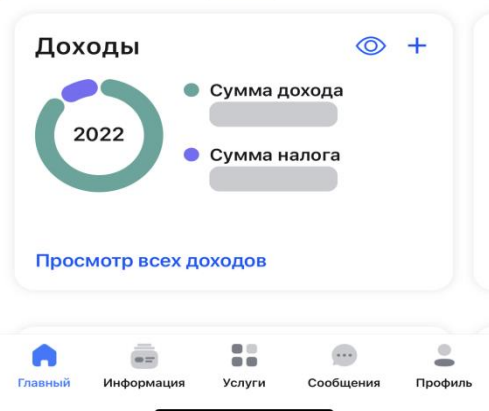 Доходы
2022
Сумма дохода
Сумма налога
Просмотр всех доходов
Главный Информация Услуги Сообщения Профиль